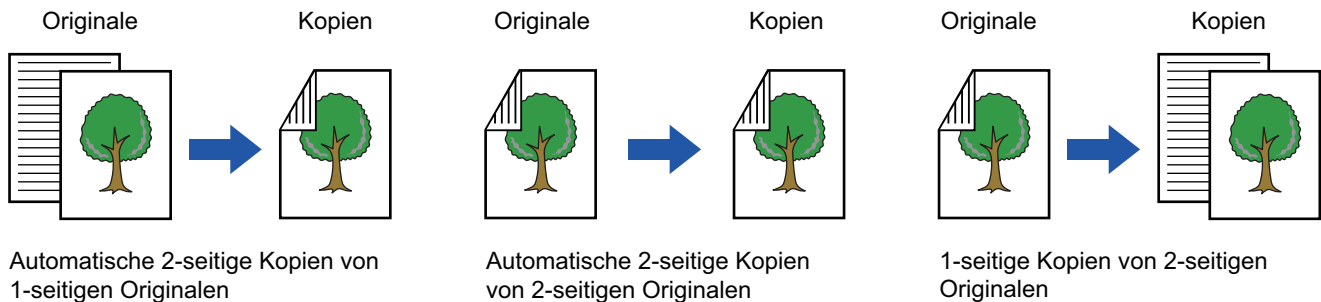 Originale
Kopien
Originale
Kopien
Originale
Kopien
Automatische 2-seitige Kopien von
1-seitigen Originalen
Automatische 2-seitige Kopien
von 2-seitigen Originalen
1-seitige Kopien von 2-seitigen
Originalen